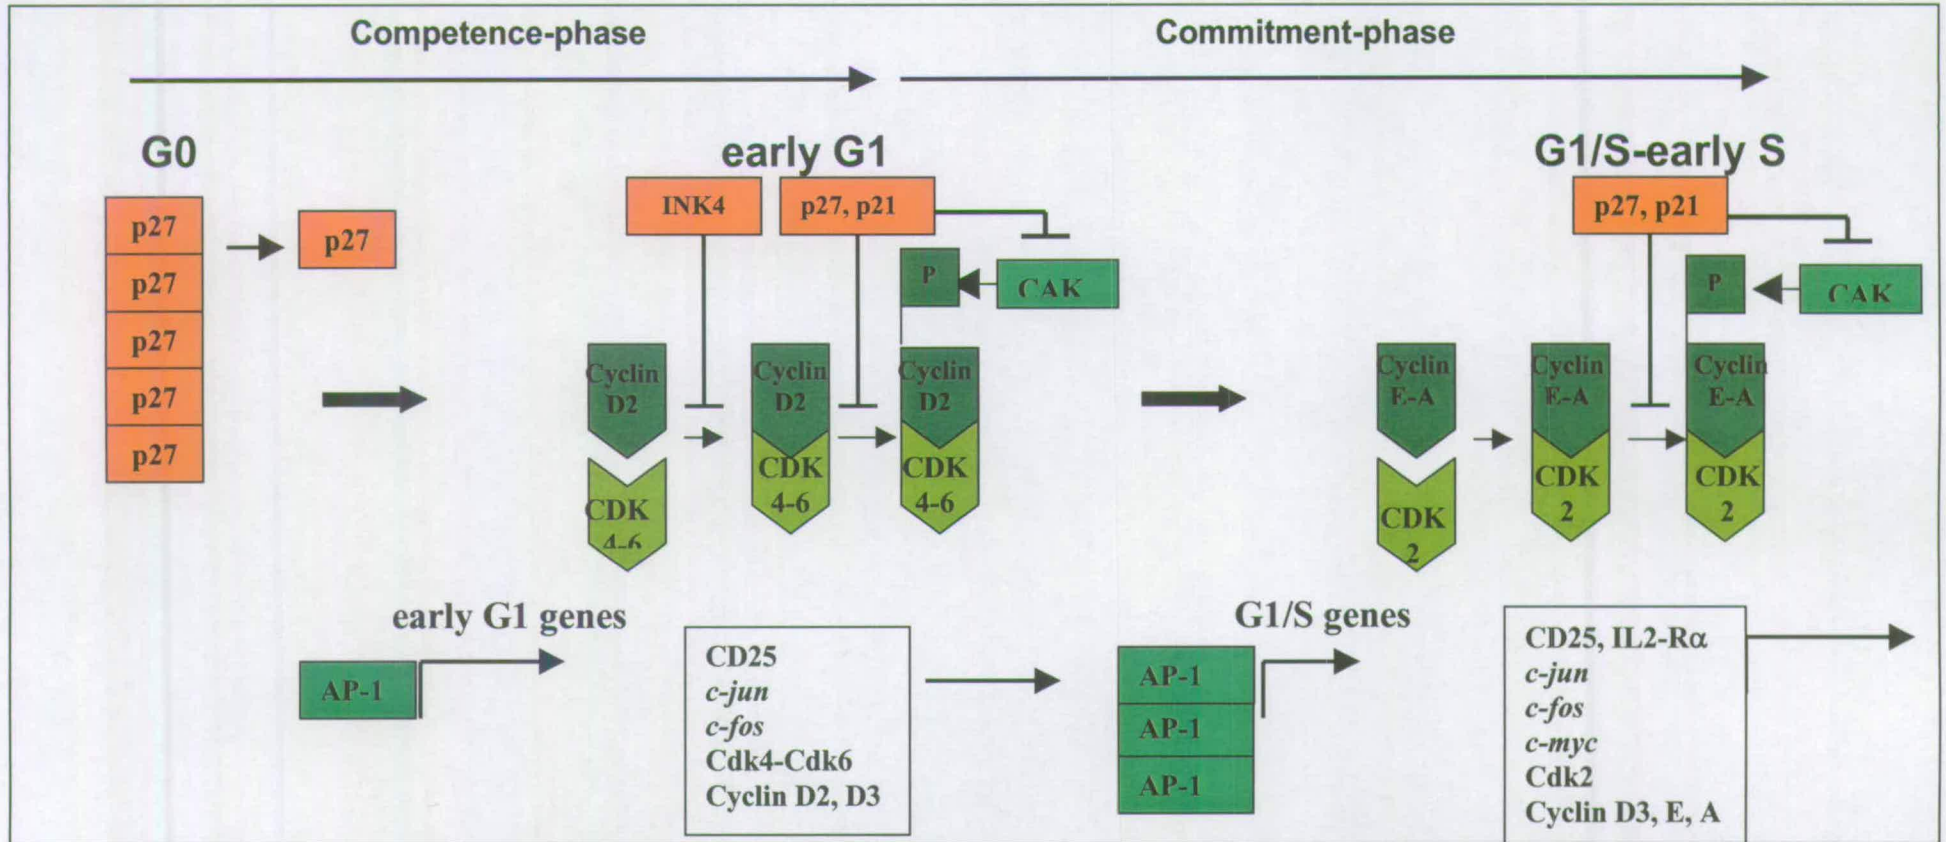 Competence-phase
Commitment-phase
G0
early G1
G1/S-early S
p27
p27
p27
p27
p27
p27
INK4
p27, p21
P
CAK
Cyclin
D2
CDK
4-6
Cyclin
D2
CDK
4-6
Cyclin
D2
CDK
4-6
p27, p21
P
CAK
Cyclin
E-A
CDK
2
Cyclin
E-A
CDK
2
Cyclin
E-A
CDK
2
early G1 genes
AP-1
CD25
c-jun
c-fos
Cdk4-Cdk6
Cyclin D2, D3
G1/S genes
AP-1
AP-1
AP-1
CD25, IL2-Rα
c-jun
c-fos
c-myc
Cdk2
Cyclin D3, E, A